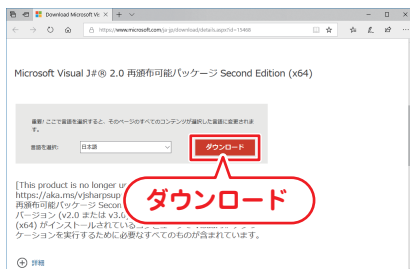 Download Microsoft Vis
https://www.microsoft.com/ja-jp/download/details.aspx?id=15468
Microsoft Visual J#® 2.0 再頒布可能パッケージ Second Edition (x64)
重要! ここで言語を選択すると、そのページのすべてのコンテンツが選択した言語に変更されます。
言語を選択:
日本語
ダウンロード
[This product is no longer
https://aka.ms/vjsharpsup
再頒布可能パッケージ Secon
バージョン (v2.0 または v3.0
(x64) がインストールされている
ケーションを実行するために必要なすべてのものが含まれています。
ダウンロード
詳細